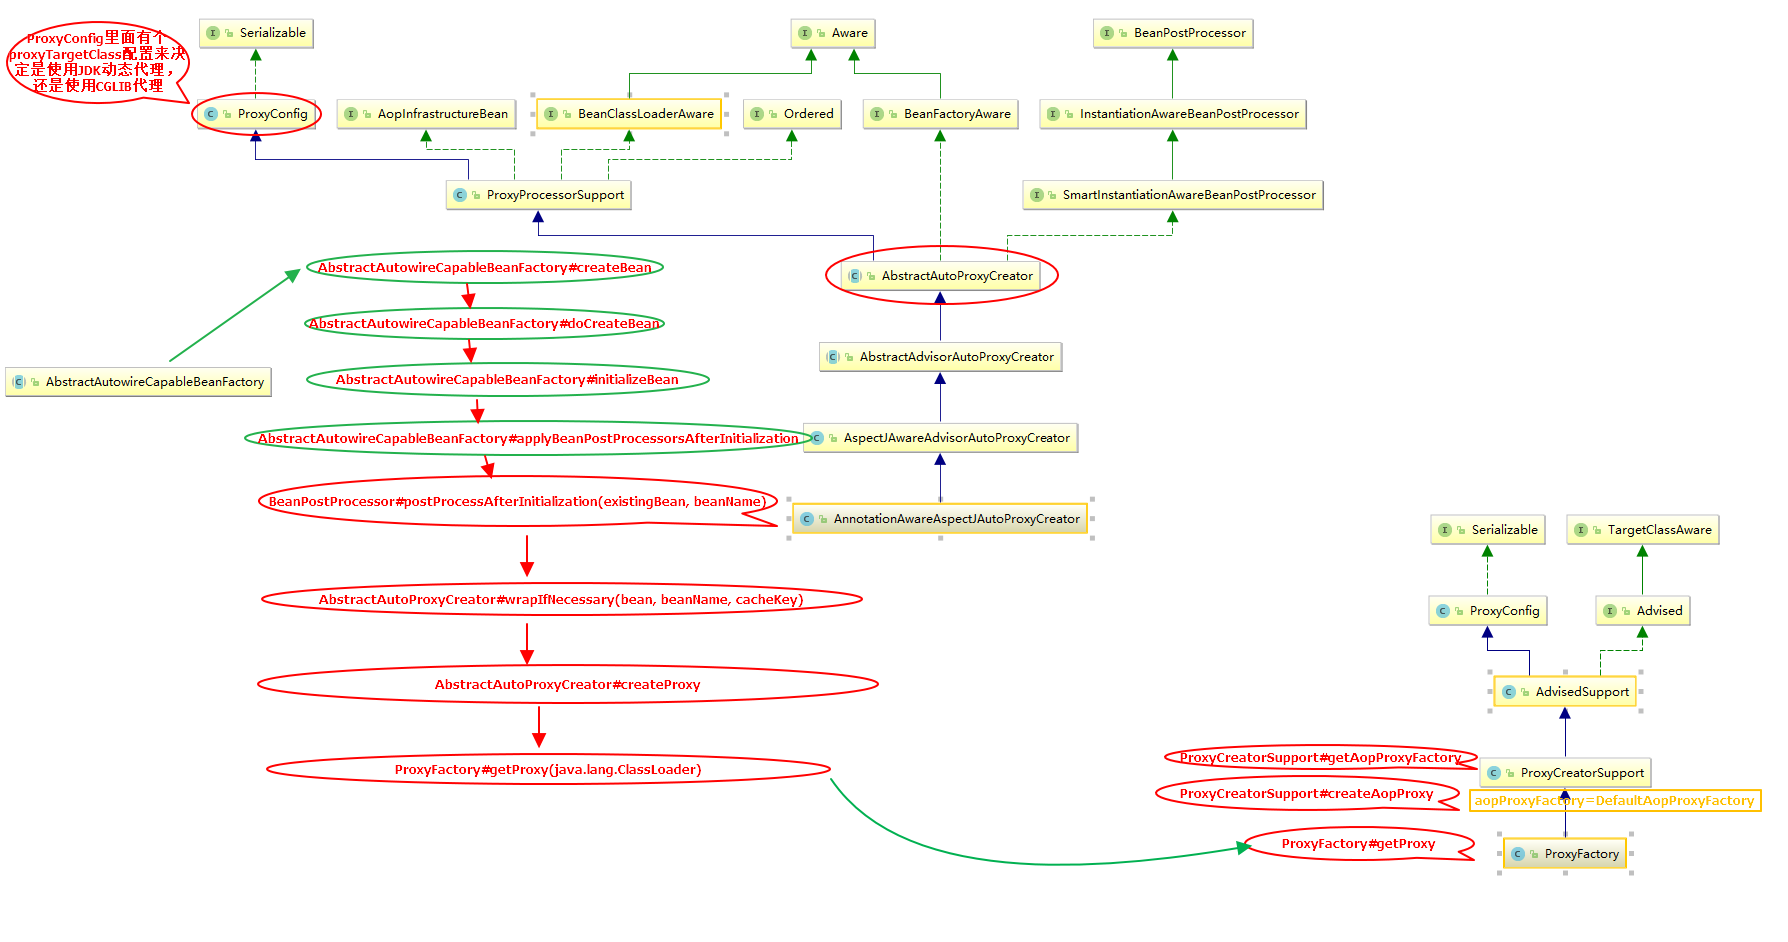 ProxyConfig里面有个
proxyTargetClass配置来决
定是使用JDK动态代理，
还是使用CGLIB代理
Serializable
Aware
BeanPostProcessor
ProxyConfig
AopInfrastructureBean
BeanClassLoaderAware
Ordered
BeanFactoryAware
InstantiationAwareBeanPostProcessor
ProxyProcessorSupport
SmartInstantiationAwareBeanPostProcessor
AbstractAutowireCapableBeanFactory#createBean
AbstractAutoProxyCreator
AbstractAutowireCapableBeanFactory#doCreateBean
AbstractAdvisorAutoProxyCreator
AbstractAutowireCapableBeanFactory
AbstractAutowireCapableBeanFactory#initializeBean
AbstractAutowireCapableBeanFactory#applyBeanPostProcessorsAfterInitialization
AspectJAwareAdvisorAutoProxyCreator
BeanPostProcessor#postProcessAfterInitialization(existingBean, beanName)
AnnotationAwareAspectJAutoProxyCreator
Serializable
TargetClassAware
AbstractAutoProxyCreator#wrapIfNecessary(bean, beanName, cacheKey)
ProxyConfig
Advised
AbstractAutoProxyCreator#createProxy
AdvisedSupport
ProxyFactory#getProxy(java.lang.ClassLoader)
ProxyCreatorSupport#getAopProxyFactory
ProxyCreatorSupport
ProxyCreatorSupport#createAopProxy
aopProxyFactory=DefaultAopProxyFactory
ProxyFactory#getProxy
ProxyFactory